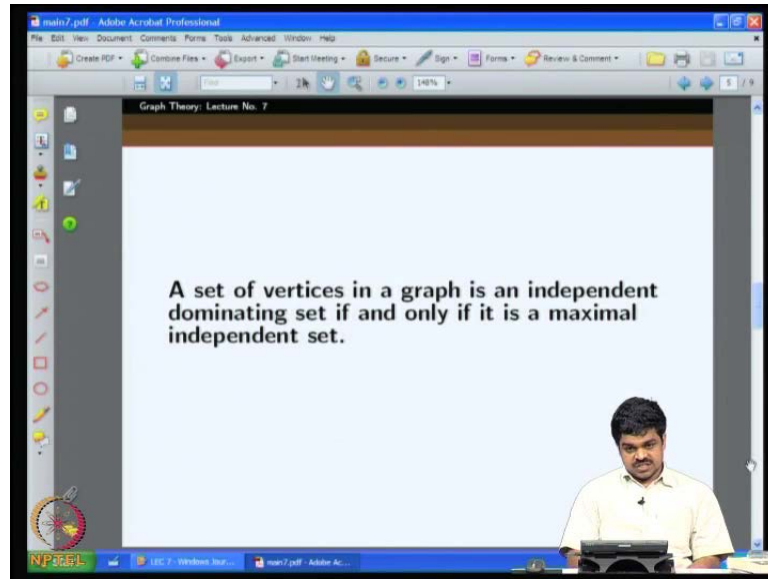 main7.pdf - Adobe Acrobat Professional
File Edit View Document Comments Forms Tools Advanced Window Help
Create PDF Combine Files Export Start Meeting Secure Sign Forms Review & Comment
Find 148% 5 / 9
Graph Theory: Lecture No. 7
A set of vertices in a graph is an independent
dominating set if and only if it is a maximal
independent set.
NPTEL LEC 7 - Windows Jour... main7.pdf - Adobe Ac...